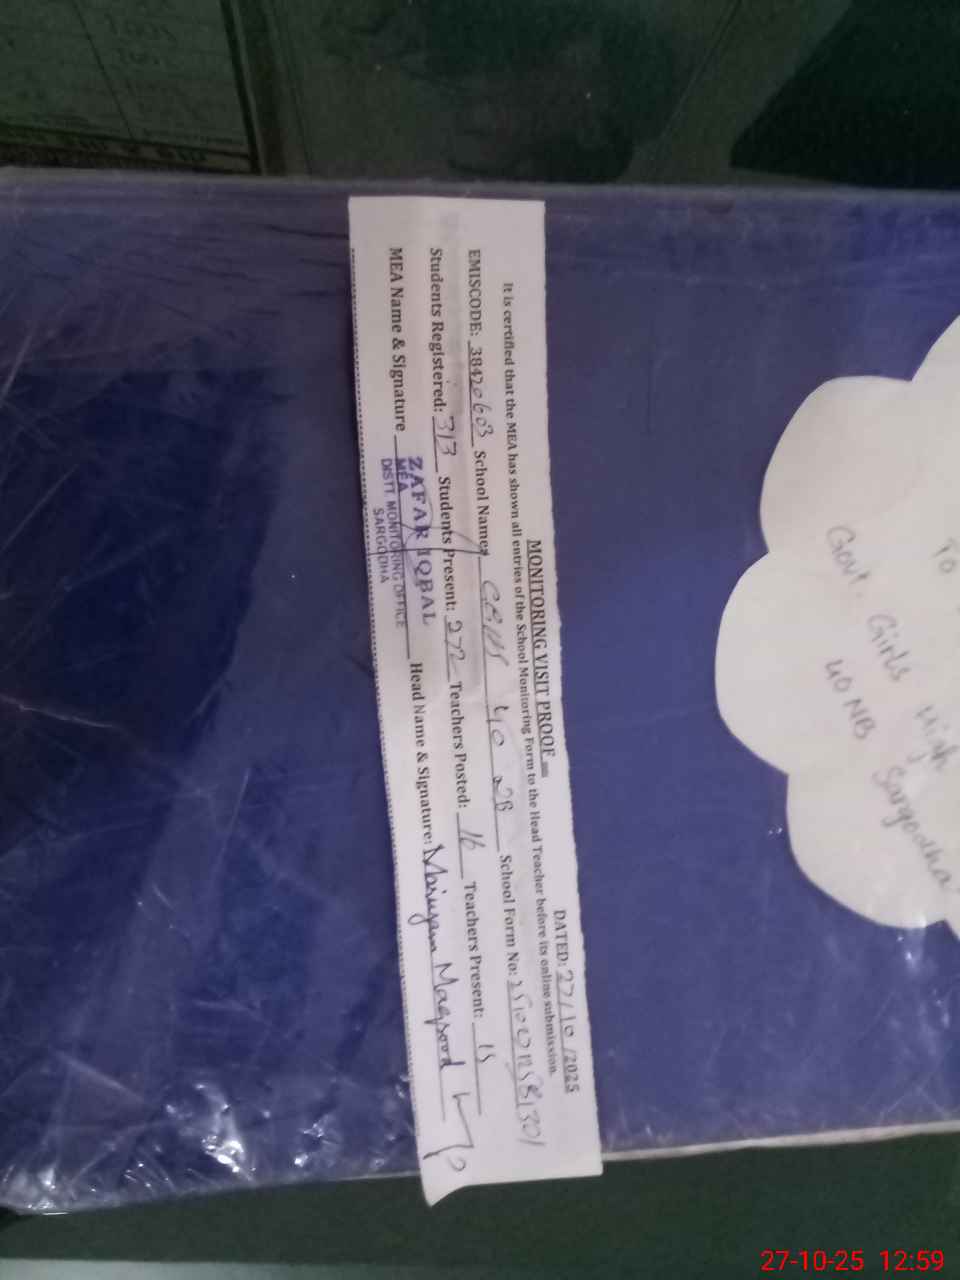 MONITORING VISIT PROOF
DATED: 27/10/2025
It is certified that the MEA has shown all entries of the School Monitoring Form to the Head Teacher before its online submission.
EMISCODE: 38420603 School Name: 40 School Form No:
Students Registered: 313 Students Present: 272 Teachers Posted: 16 Teachers Present: 15
MEA Name & Signature Head Name & Signature: Mariyam Maqsood
ZAFAR IQBAL
MEA
DISTT. MONITORING OFFICE
SARGODHA
To
Govt. Girls High
40 NB Sargodha
27-10-25 12:59